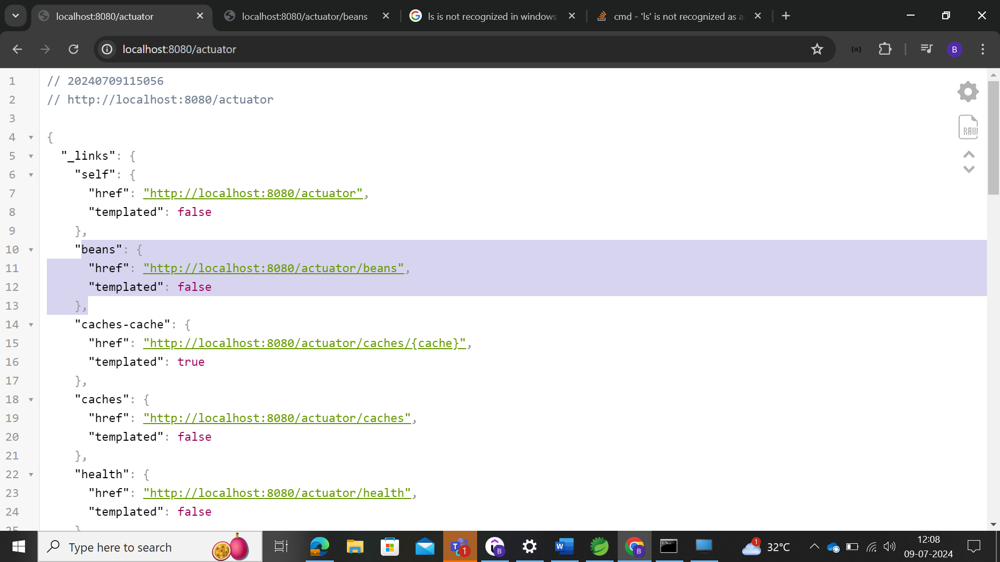 localhost:8080/actuator
localhost:8080/actuator/beans
ls is not recognized in windows
cmd - 'ls' is not recognized as a
localhost:8080/actuator
B
1 // 20240709115056
2 // http://localhost:8080/actuator
3
4 {
5 "_links": {
6 "self": {
7 "href": "http://localhost:8080/actuator",
8 "templated": false
9 },
10 "beans": {
11 "href": "http://localhost:8080/actuator/beans",
12 "templated": false
13 },
14 "caches-cache": {
15 "href": "http://localhost:8080/actuator/caches/{cache}",
16 "templated": true
17 },
18 "caches": {
19 "href": "http://localhost:8080/actuator/caches",
20 "templated": false
21 },
22 "health": {
23 "href": "http://localhost:8080/actuator/health",
24 "templated": false
25 }
RAW
Type here to search
1
B
W
B
1
32°C
12:08
09-07-2024